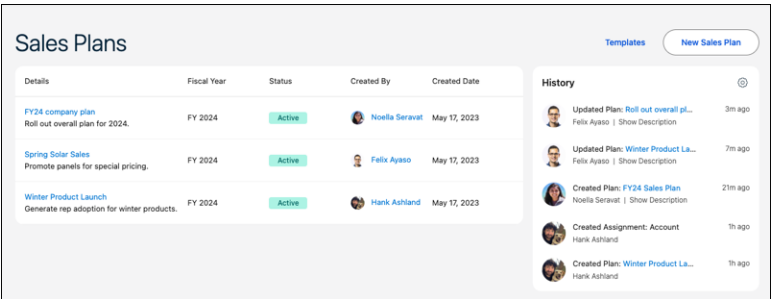 Sales Plans
Templates
New Sales Plan
Details Fiscal Year Status Created By Created Date
FY24 company plan
Roll out overall plan for 2024.
FY 2024 Active Noella Seravat May 17, 2023
Spring Solar Sales
Promote panels for special pricing.
FY 2024 Active Felix Ayaso May 17, 2023
Winter Product Launch
Generate rep adoption for winter products.
FY 2024 Active Hank Ashland May 17, 2023
History
Updated Plan: Roll out overall pl... 3m ago
Felix Ayaso | Show Description
Updated Plan: Winter Product La... 7m ago
Felix Ayaso | Show Description
Created Plan: FY24 Sales Plan 21m ago
Noella Seravat | Show Description
Created Assignment: Account 1h ago
Hank Ashland
Created Plan: Winter Product La... 1h ago
Hank Ashland